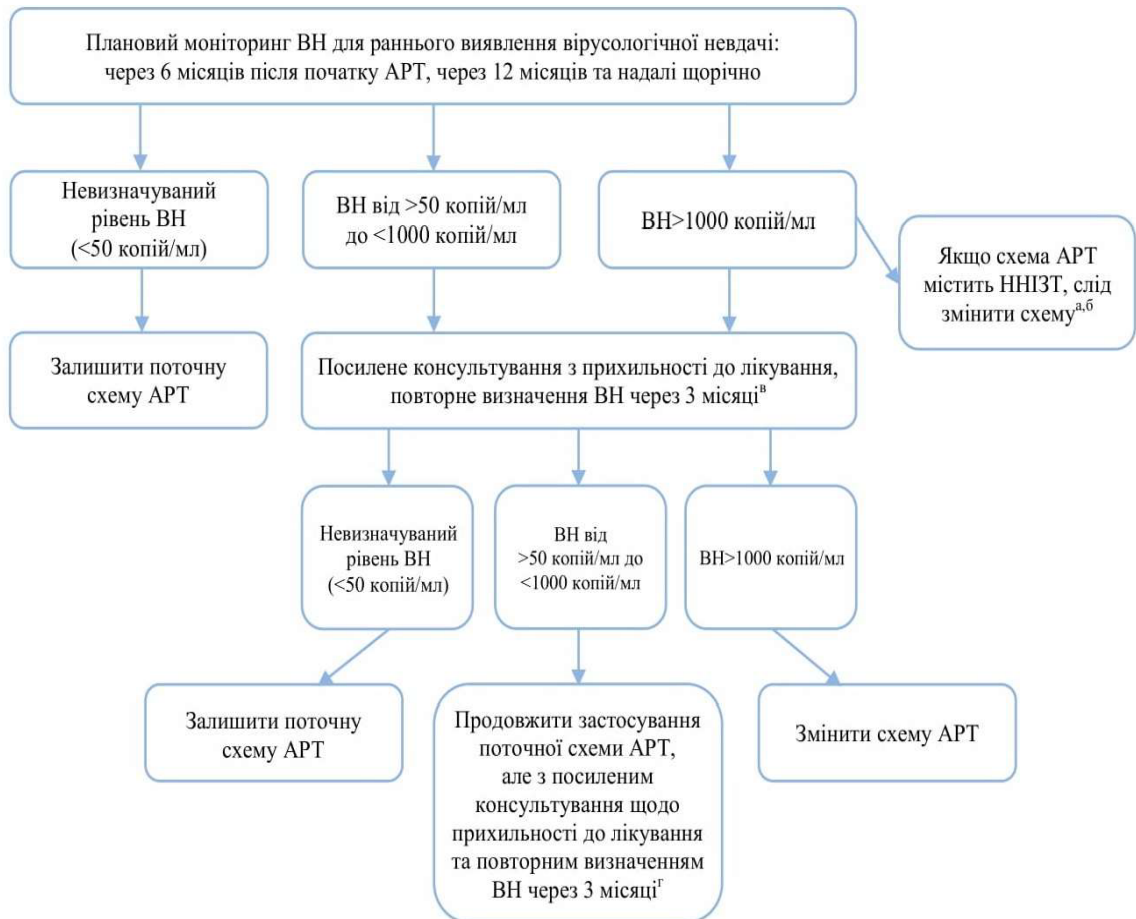 Плановий моніторинг ВН для раннього виявлення вірусологічної невдачі:
через 6 місяців після початку АРТ, через 12 місяців та надалі щорічно
Невизначуваний
рівень ВН
(<50 копій/мл)
ВН від >50 копій/мл
до <1000 копій/мл
ВН>1000 копій/мл
Якщо схема АРТ
містить ННІЗТ, слід
змінити схемуа,б
Залишити поточну
схему АРТ
Посилене консультування з прихильності до лікування,
повторне визначення ВН через 3 місяців
Невизначуваний
рівень ВН
(<50 копій/мл)
ВН від
>50 копій/мл до
<1000 копій/мл
ВН>1000 копій/мл
Залишити поточну
схему АРТ
Продовжити застосування
поточної схеми АРТ,
але з посиленим
консультування щодо
прихильності до лікування
та повторним визначенням
ВН через 3 місяціг
Змінити схему АРТ